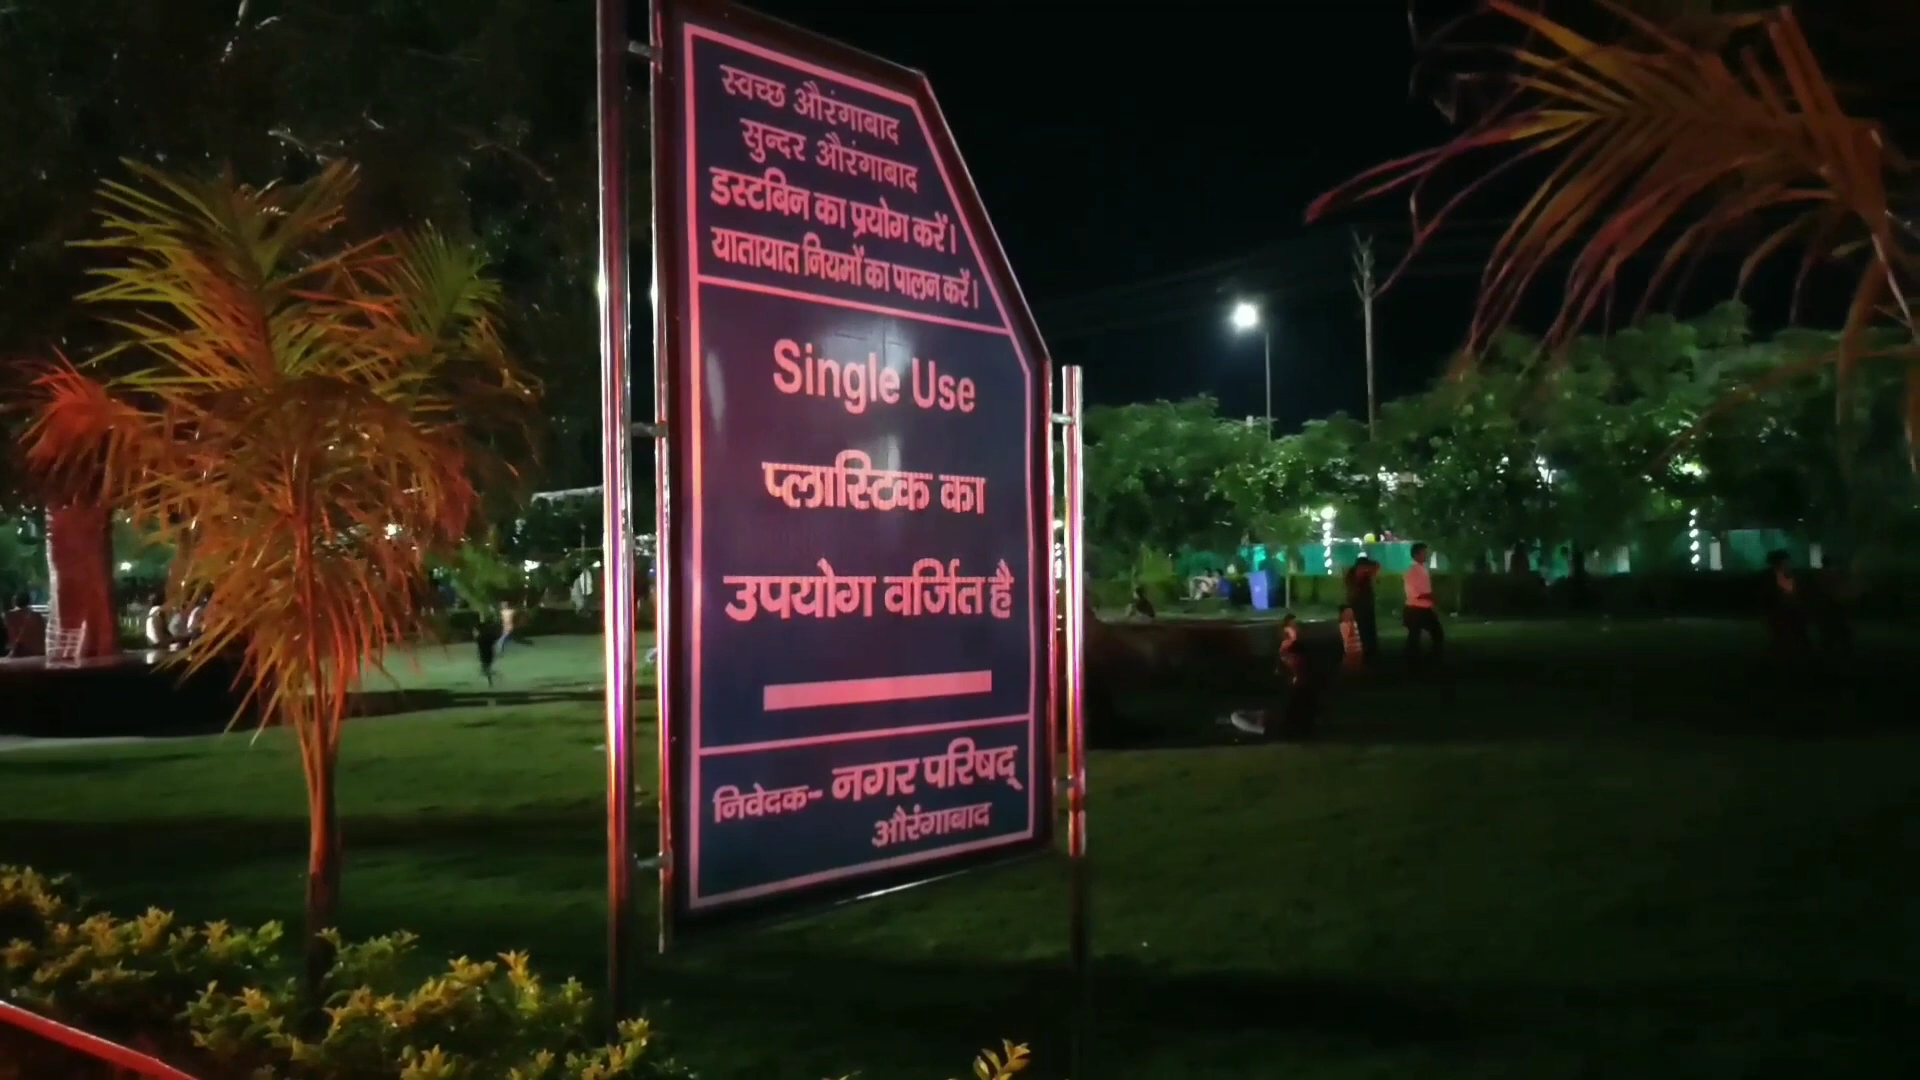 स्वच्छ औरंगाबाद
सुन्दर औरंगाबाद
डस्टबिन का प्रयोग करें।
यातायात नियमों का पालन करें।
Single Use
प्लास्टिक का
उपयोग वर्जित है
निवेदक- नगर परिषद्
औरंगाबाद